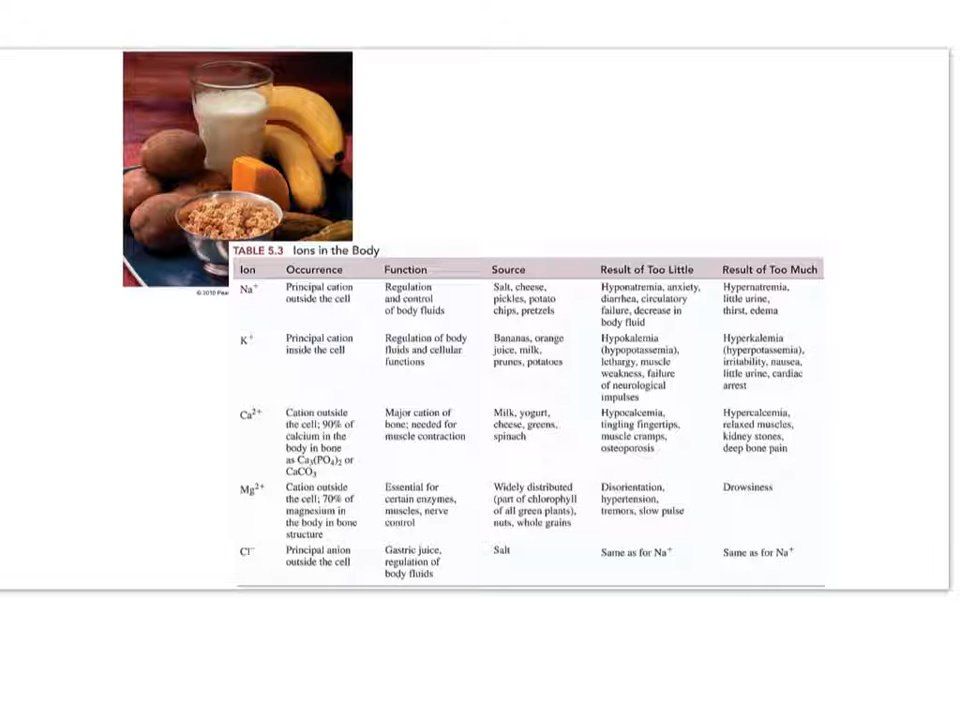 ©2010 Pea
TABLE 5.3 Ions in the Body
Ion Occurrence Function Source Result of Too Little Result of Too Much
Na⁺ Principal cation Regulation Salt, cheese, Hyponatremia, anxiety, Hypernatremia,
outside the cell and control pickles, potato diarrhea, circulatory little urine,
of body fluids chips, pretzels failure, decrease in thirst, edema
body fluid
K⁺ Principal cation Regulation of body Bananas, orange Hypokalemia Hyperkalemia
inside the cell fluids and cellular juice, milk, (hypopotassemia), (hyperpotassemia),
functions prunes, potatoes lethargy, muscle irritability, nausea,
weakness, failure little urine, cardiac
of neurological arrest
impulses
Ca²⁺ Cation outside Major cation of Milk, yogurt, Hypocalcemia, Hypercalcemia,
the cell; 90% of bone; needed for cheese, greens, tingling fingertips, relaxed muscles,
calcium in the muscle contraction spinach muscle cramps, kidney stones,
body in bone osteoporosis deep bone pain
as Ca₃(PO₄)₂ or
CaCO₃
Mg²⁺ Cation outside Essential for Widely distributed Disorientation, Drowsiness
the cell; 70% of certain enzymes, (part of chlorophyll hypertension,
magnesium in muscles, nerve of all green plants), tremors, slow pulse
the body in bone control nuts, whole grains
structure
Cl⁻ Principal anion Gastric juice, Salt Same as for Na⁺ Same as for Na⁺
outside the cell regulation of
body fluids